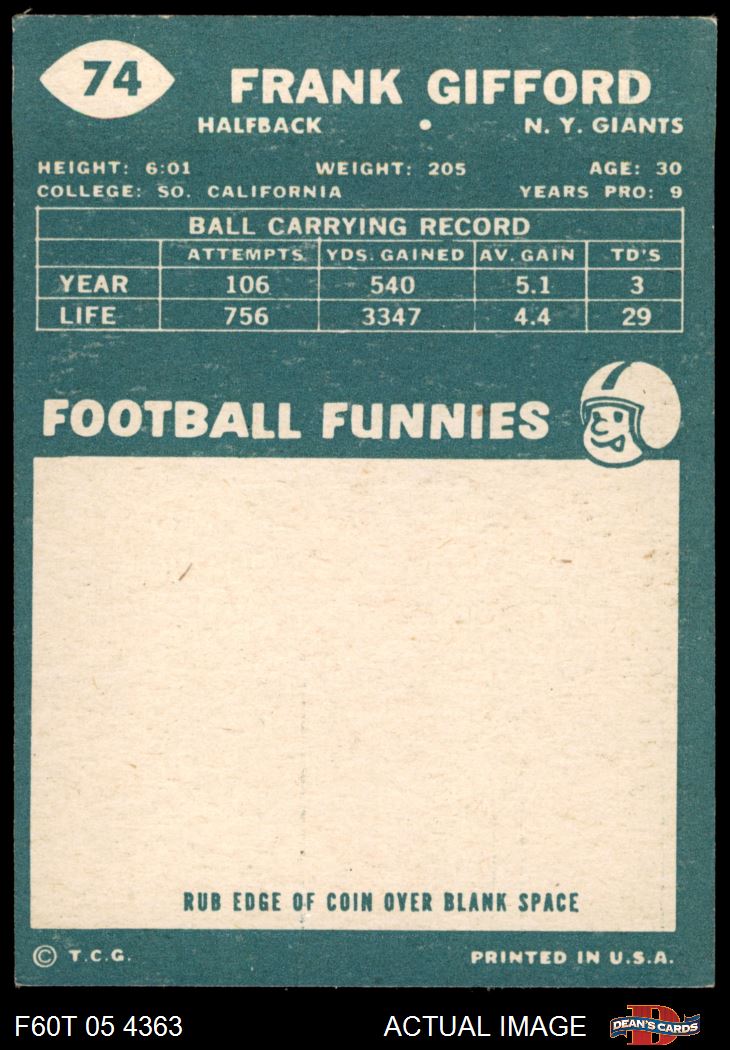 74
FRANK GIFFORD
HALFBACK • N. Y. GIANTS
HEIGHT: 6:01 WEIGHT: 205 AGE: 30
COLLEGE: SO. CALIFORNIA YEARS PRO: 9
BALL CARRYING RECORD
ATTEMPTS YDS. GAINED AV. GAIN TD'S
YEAR 106 540 5.1 3
LIFE 756 3347 4.4 29
FOOTBALL FUNNIES
RUB EDGE OF COIN OVER BLANK SPACE
© T.C.G. PRINTED IN U.S.A.
F60T 05 4363 ACTUAL IMAGE D DEAN'S CARDS